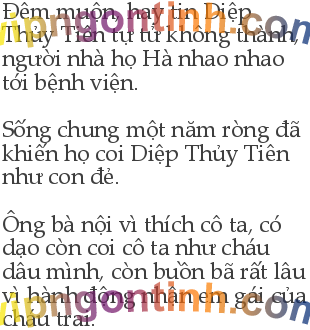 Đêm muộn, hay tin Diệp
Thủy Tiên tự tử không thành,
người nhà họ Hà nhao nhao
tới bệnh viện.
Sống chung một năm ròng đã
khiến họ coi Diệp Thủy Tiên
như con đẻ.
Ông bà nội vì thích cô ta, có
dạo còn coi cô ta như cháu
dâu mình, còn buồn bã rất lâu
vì hành động nhận em gái của
cháu trai.
vipngontinh.com
vipngontinh.com